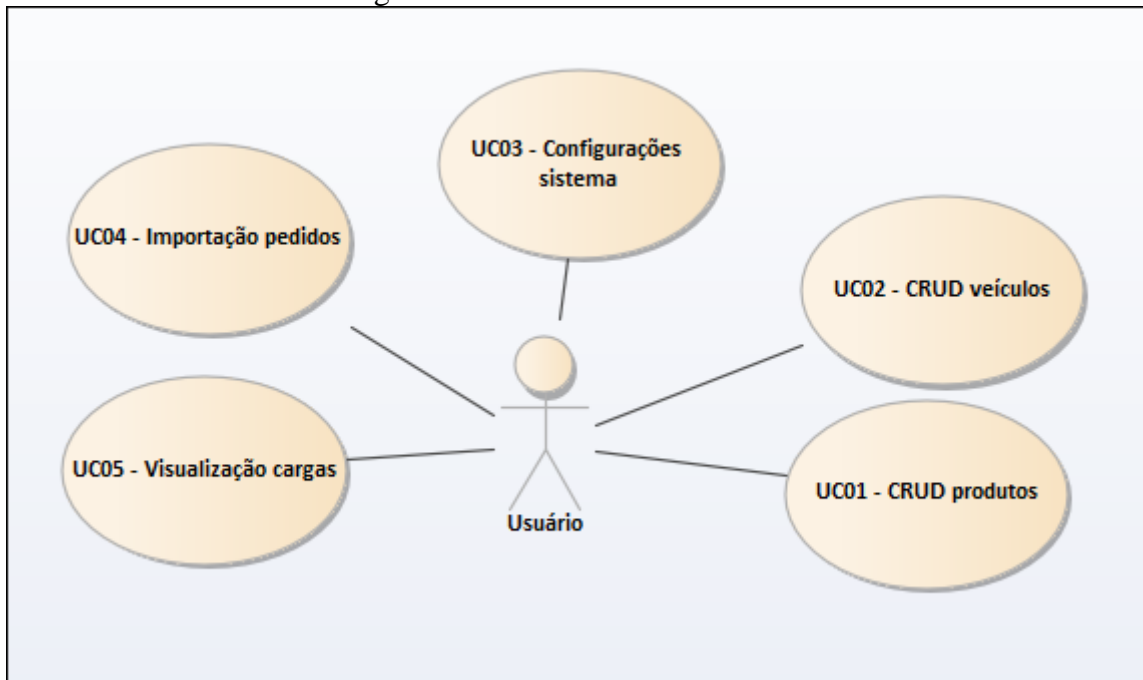 UC03 - Configurações
sistema
UC04 - Importação pedidos
UC02 - CRUD veículos
UC05 - Visualização cargas
UC01 - CRUD produtos
Usuário